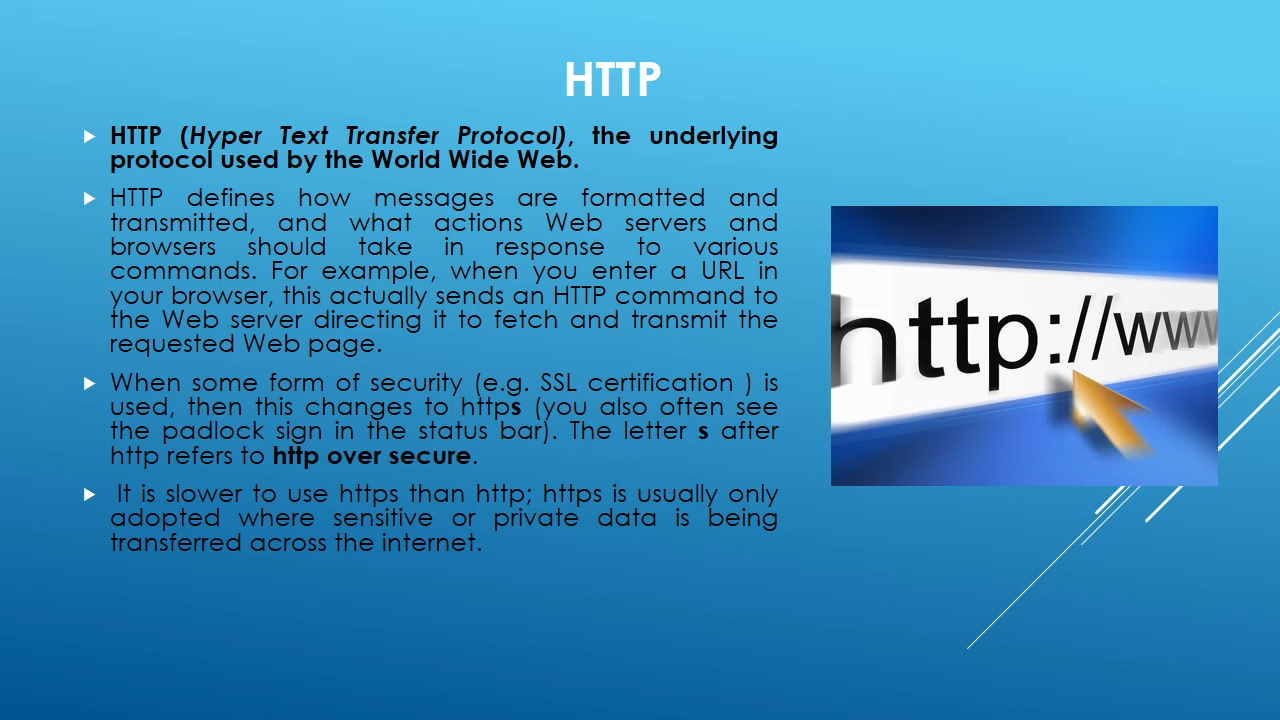 HTTP
HTTP (Hyper Text Transfer Protocol), the underlying
protocol used by the World Wide Web.
HTTP defines how messages are formatted and
transmitted, and what actions Web servers and
browsers should take in response to various
commands. For example, when you enter a URL in
your browser, this actually sends an HTTP command to
the Web server directing it to fetch and transmit the
requested Web page.
When some form of security (e.g. SSL certification ) is
used, then this changes to https (you also often see
the padlock sign in the status bar). The letter s after
http refers to http over secure.
It is slower to use https than http; https is usually only
adopted where sensitive or private data is being
transferred across the internet.
http://www